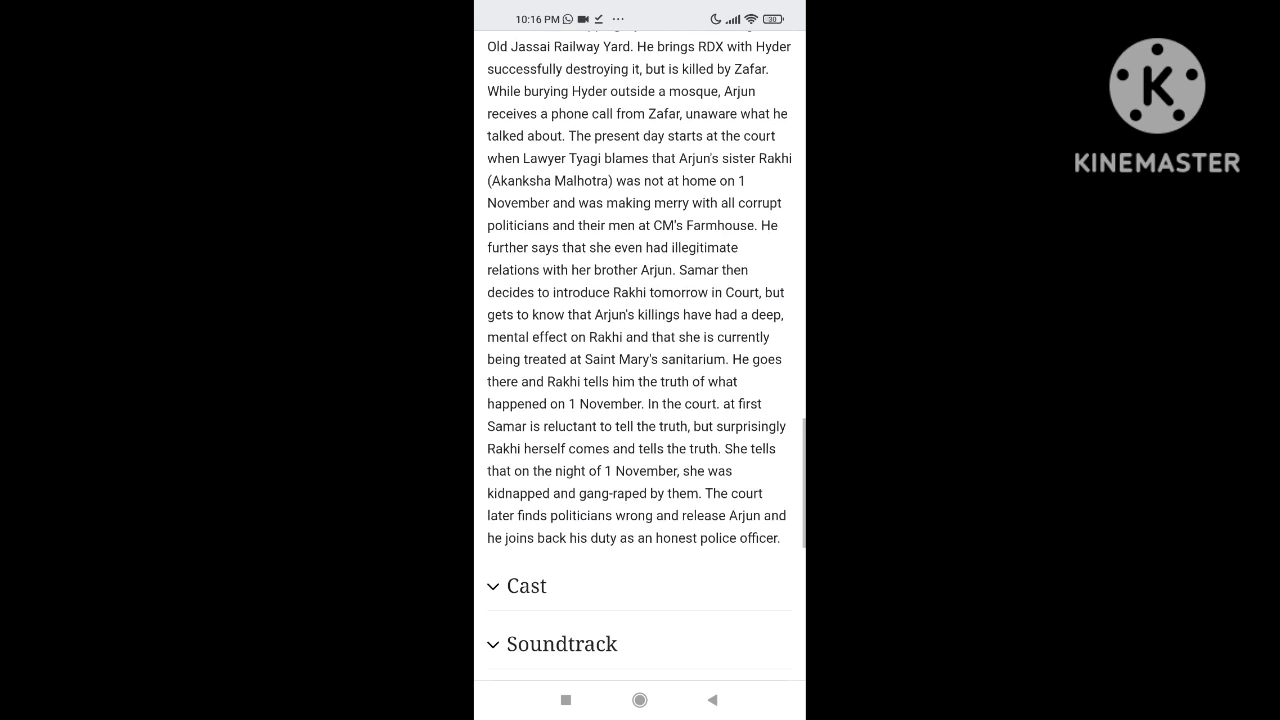 10:16 PM
30
Old Jassai Railway Yard. He brings RDX with Hyder
successfully destroying it, but is killed by Zafar.
While burying Hyder outside a mosque, Arjun
receives a phone call from Zafar, unaware what he
talked about. The present day starts at the court
when Lawyer Tyagi blames that Arjun's sister Rakhi
(Akanksha Malhotra) was not at home on 1
November and was making merry with all corrupt
politicians and their men at CM's Farmhouse. He
further says that she even had illegitimate
relations with her brother Arjun. Samar then
decides to introduce Rakhi tomorrow in Court, but
gets to know that Arjun's killings have had a deep,
mental effect on Rakhi and that she is currently
being treated at Saint Mary's sanitarium. He goes
there and Rakhi tells him the truth of what
happened on 1 November. In the court. at first
Samar is reluctant to tell the truth, but surprisingly
Rakhi herself comes and tells the truth. She tells
that on the night of 1 November, she was
kidnapped and gang-raped by them. The court
later finds politicians wrong and release Arjun and
he joins back his duty as an honest police officer.
Cast
Soundtrack
K
KINEMASTER